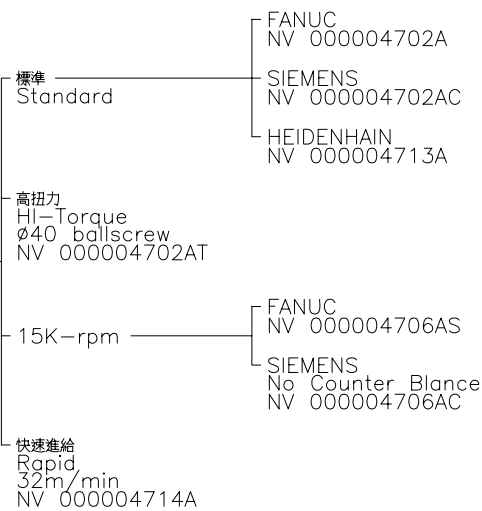 標準
Standard
FANUC
NV 000004702A
SIEMENS
NV 000004702AC
HEIDENHAIN
NV 000004713A
高扭力
HI-Torque
Ø40 ballscrew
NV 000004702AT
15K-rpm
FANUC
NV 000004706AS
SIEMENS
No Counter Blance
NV 000004706AC
快速進給
Rapid
32m/min
NV 000004714A